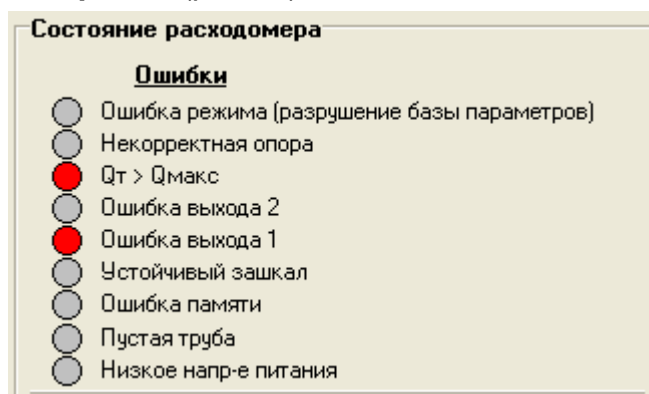 Состояние расходомера
Ошибки
Ошибка режима (разрушение базы параметров)
Некорректная опора
Qт > Qмакс
Ошибка выхода 2
Ошибка выхода 1
Устойчивый зашкал
Ошибка памяти
Пустая труба
Низкое напр-е питания